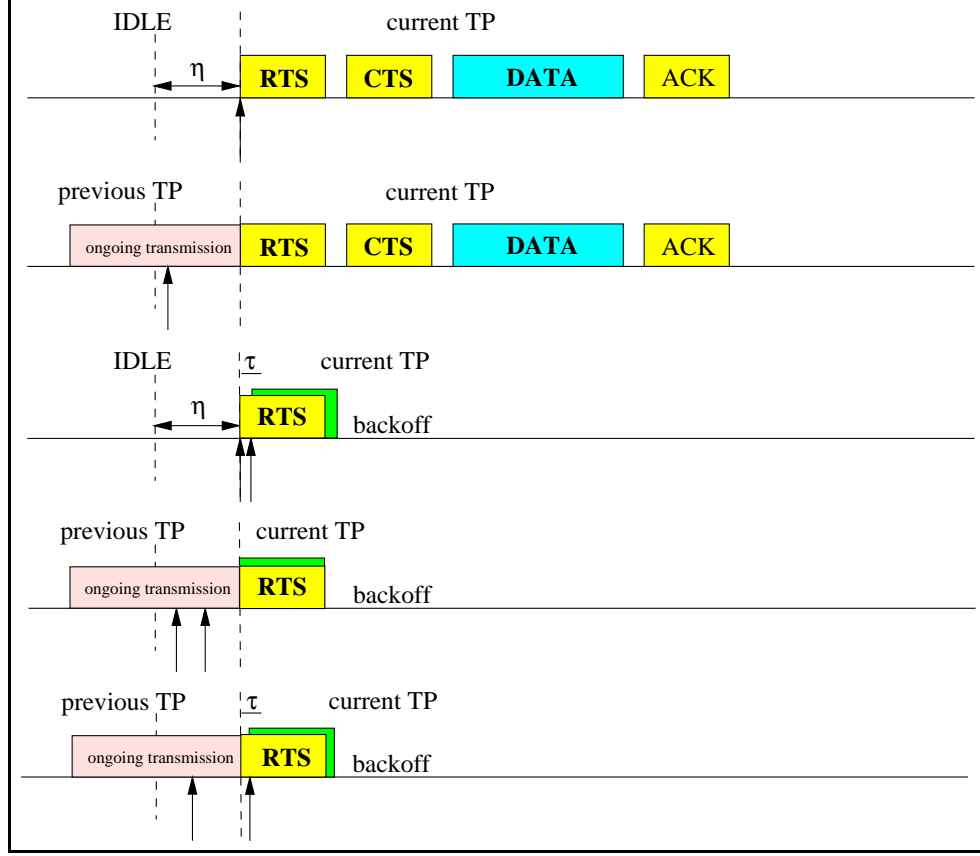 IDLE current TP
η RTS CTS DATA ACK
previous TP current TP
ongoing transmission RTS CTS DATA ACK
IDLE τ current TP
η RTS backoff
previous TP current TP
ongoing transmission RTS backoff
previous TP τ current TP
ongoing transmission RTS backoff